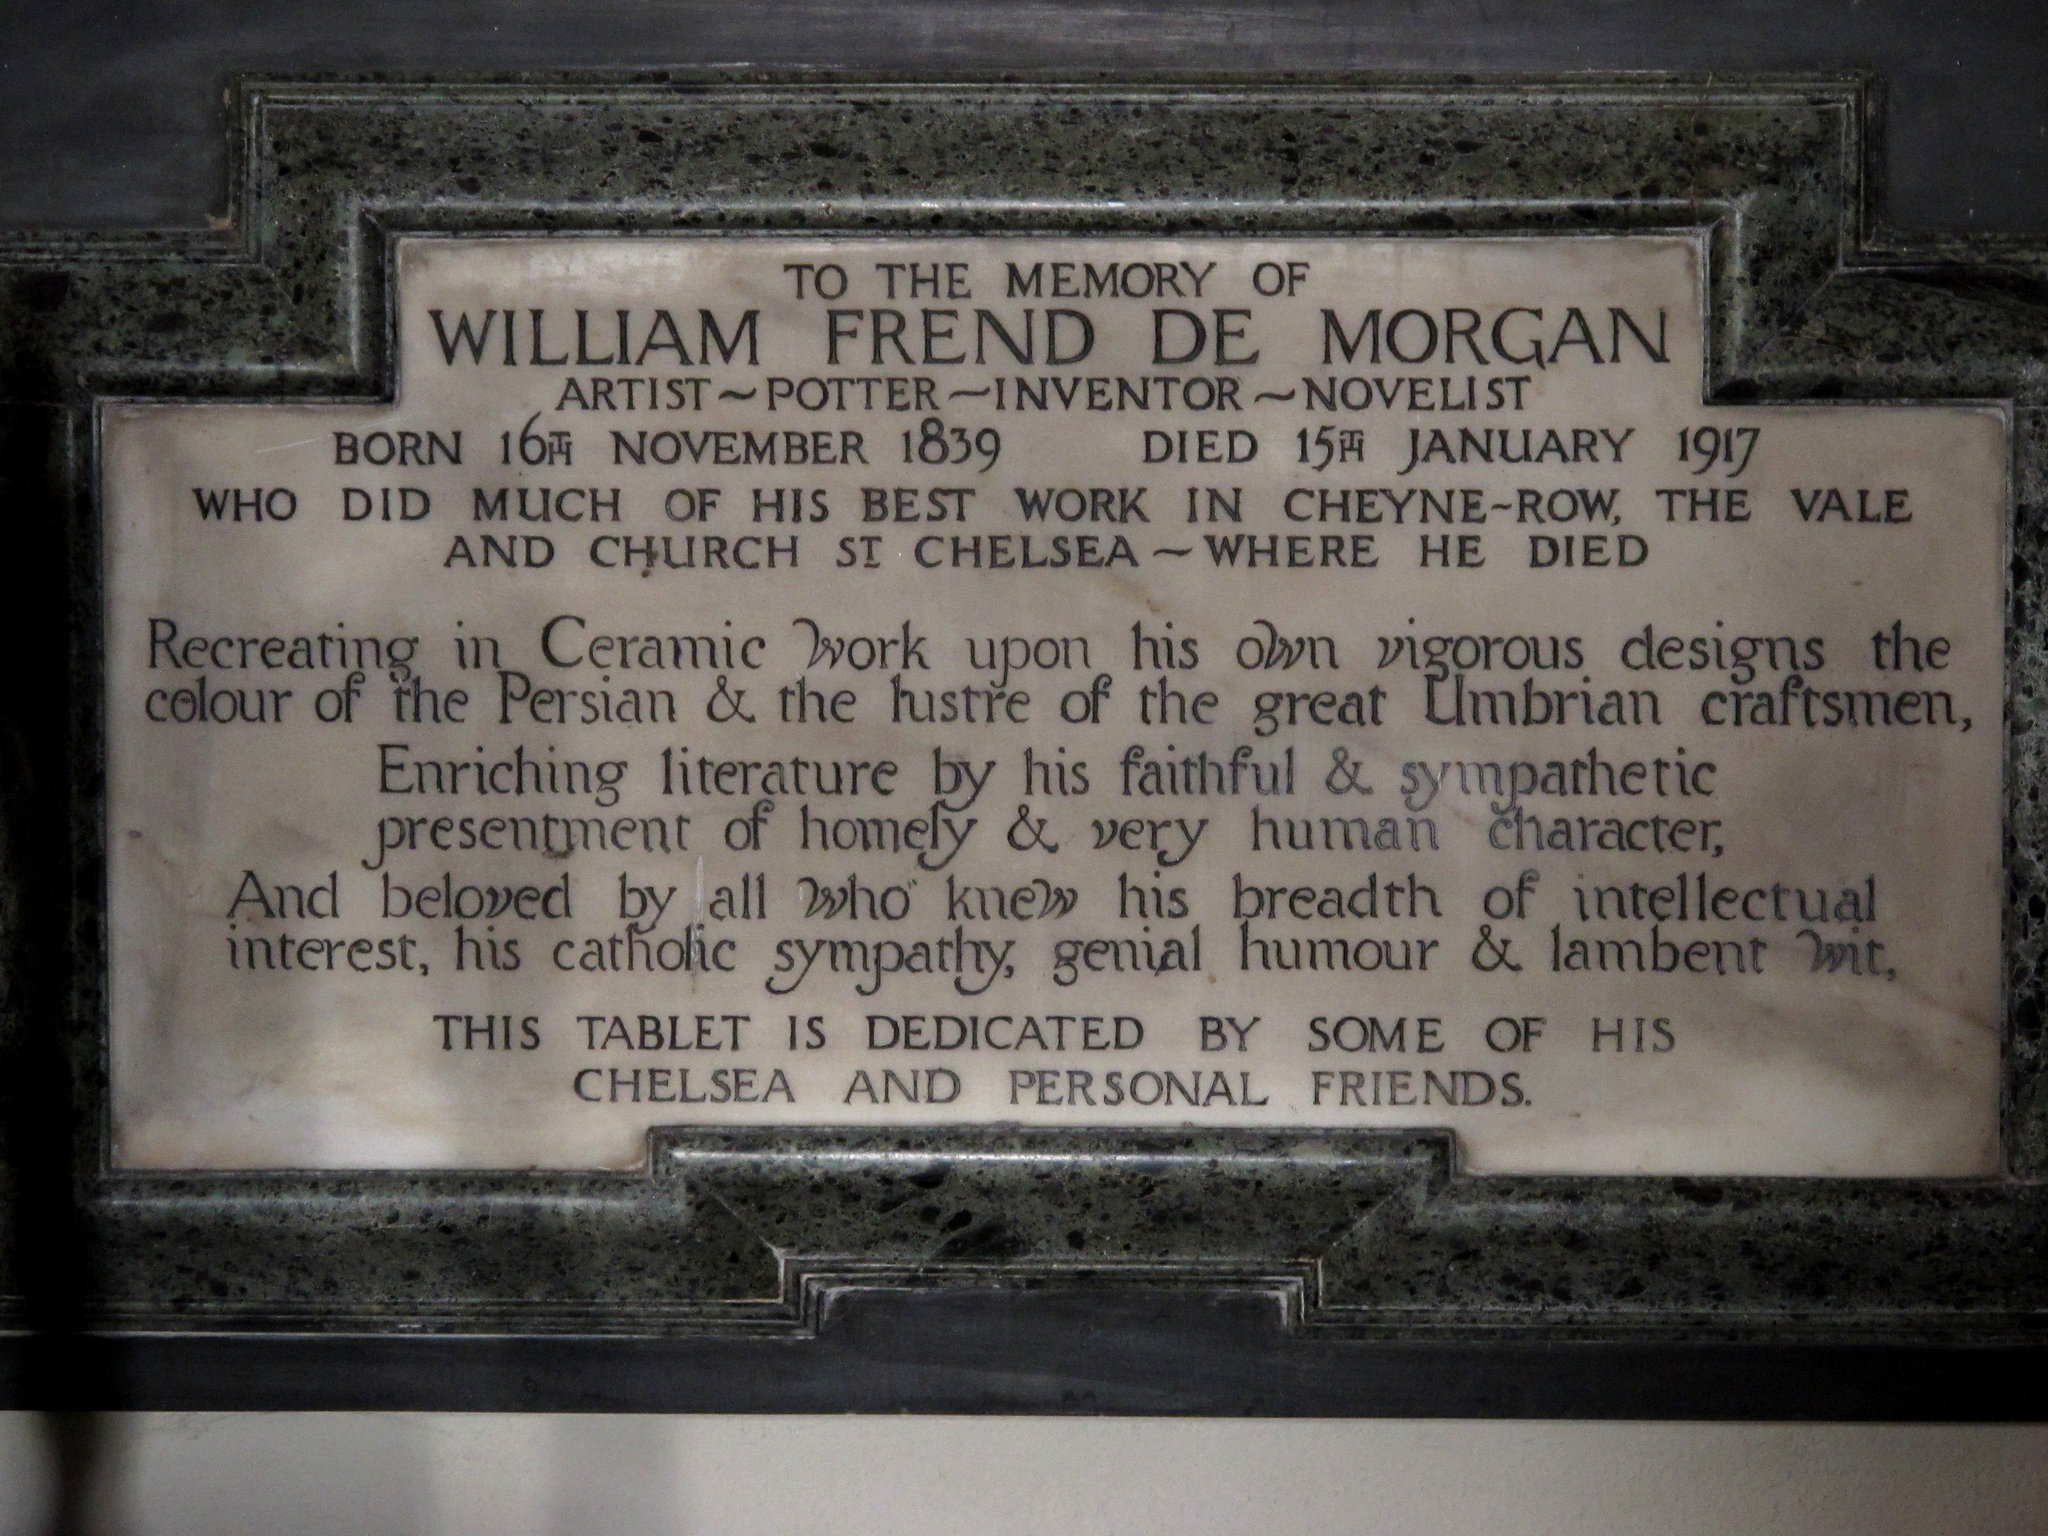 TO THE MEMORY OF
WILLIAM FREND DE MORGAN
ARTIST~POTTER~INVENTOR~NOVELIST
BORN 16TH NOVEMBER 1839 DIED 15TH JANUARY 1917
WHO DID MUCH OF HIS BEST WORK IN CHEYNE-ROW, THE VALE
AND CHURCH ST CHELSEA~WHERE HE DIED
Recreating in Ceramic work upon his own vigorous designs the
colour of the Persian & the lustre of the great Umbrian craftsmen,
Enriching literature by his faithful & sympathetic
presentment of homely & very human character,
And beloved by all who knew his breadth of intellectual
interest, his catholic sympathy, genial humour & lambent wit,
THIS TABLET IS DEDICATED BY SOME OF HIS
CHELSEA AND PERSONAL FRIENDS.